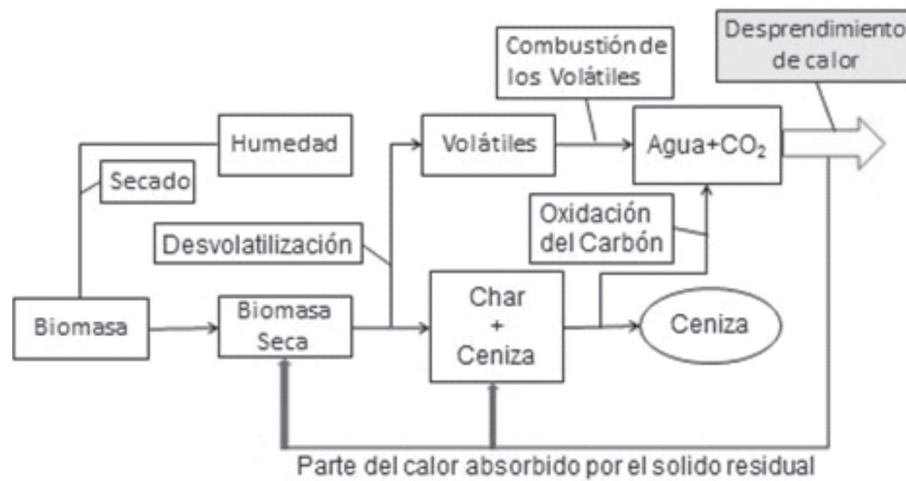 Combustión de
los Volátiles
Desprendimiento
de calor
Humedad
Volátiles
Agua+CO₂
Secado
Desvolatilización
Oxidación
del Carbón
Biomasa
Biomasa
Seca
Char
+
Ceniza
Ceniza
Parte del calor absorbido por el solido residual